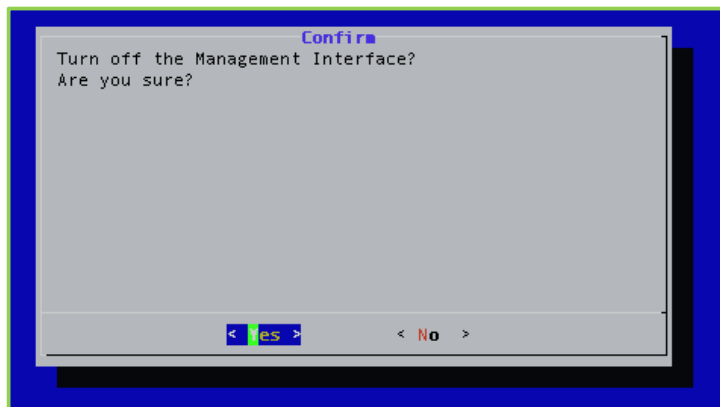 Confirm
Turn off the Management Interface?
Are you sure?
< Yes > < No >